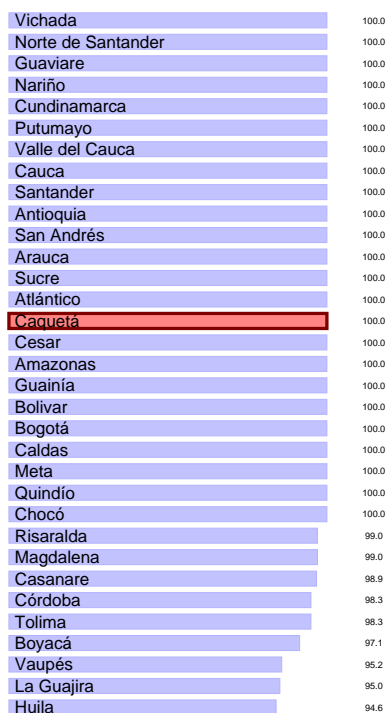 Vichada 100.0
Norte de Santander 100.0
Guaviare 100.0
Nariño 100.0
Cundinamarca 100.0
Putumayo 100.0
Valle del Cauca 100.0
Cauca 100.0
Santander 100.0
Antioquia 100.0
San Andrés 100.0
Arauca 100.0
Sucre 100.0
Atlántico 100.0
Caquetá 100.0
Cesar 100.0
Amazonas 100.0
Guainía 100.0
Bolivar 100.0
Bogotá 100.0
Caldas 100.0
Meta 100.0
Quindío 100.0
Chocó 100.0
Risaralda 99.0
Magdalena 99.0
Casanare 98.9
Córdoba 98.3
Tolima 98.3
Boyacá 97.1
Vaupés 95.2
La Guajira 95.0
Huila 94.6